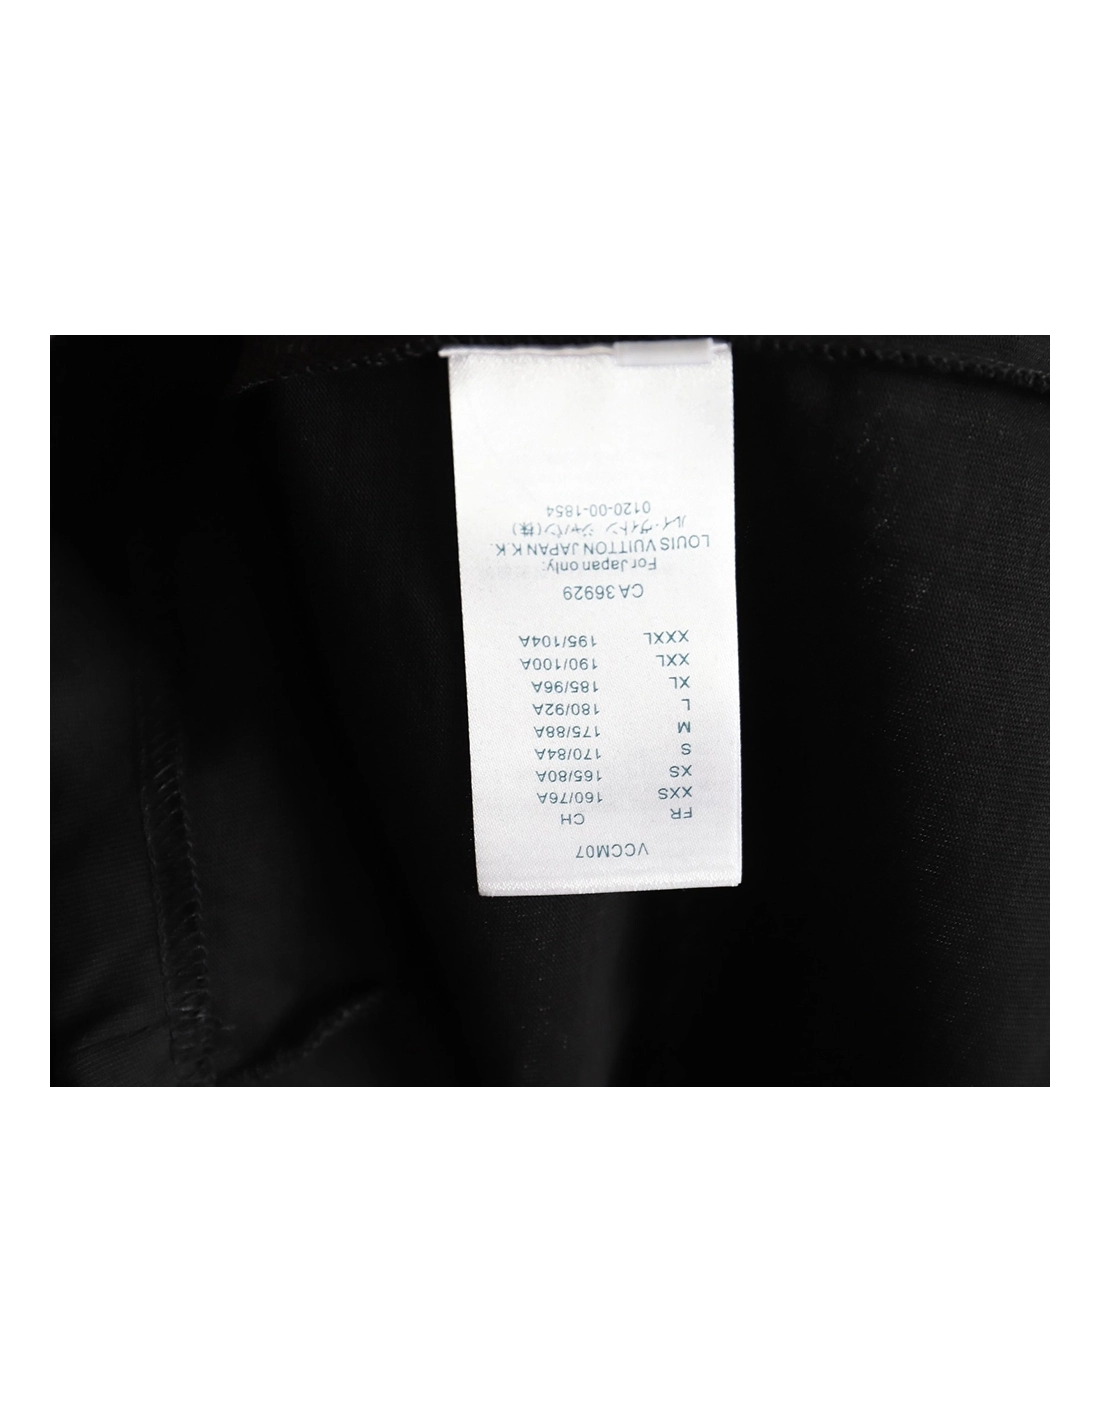 VCCM07
FR CH
XXS 160/76A
XS 165/80A
S 170/84A
M 175/88A
L 180/92A
XL 185/96A
XXL 190/100A
XXXL 195/104A
CA 36929
For Japan only:
LOUIS VUITTON JAPAN K.K.
ルイ・ヴィトン ジャパン(株)
0120-00-1854